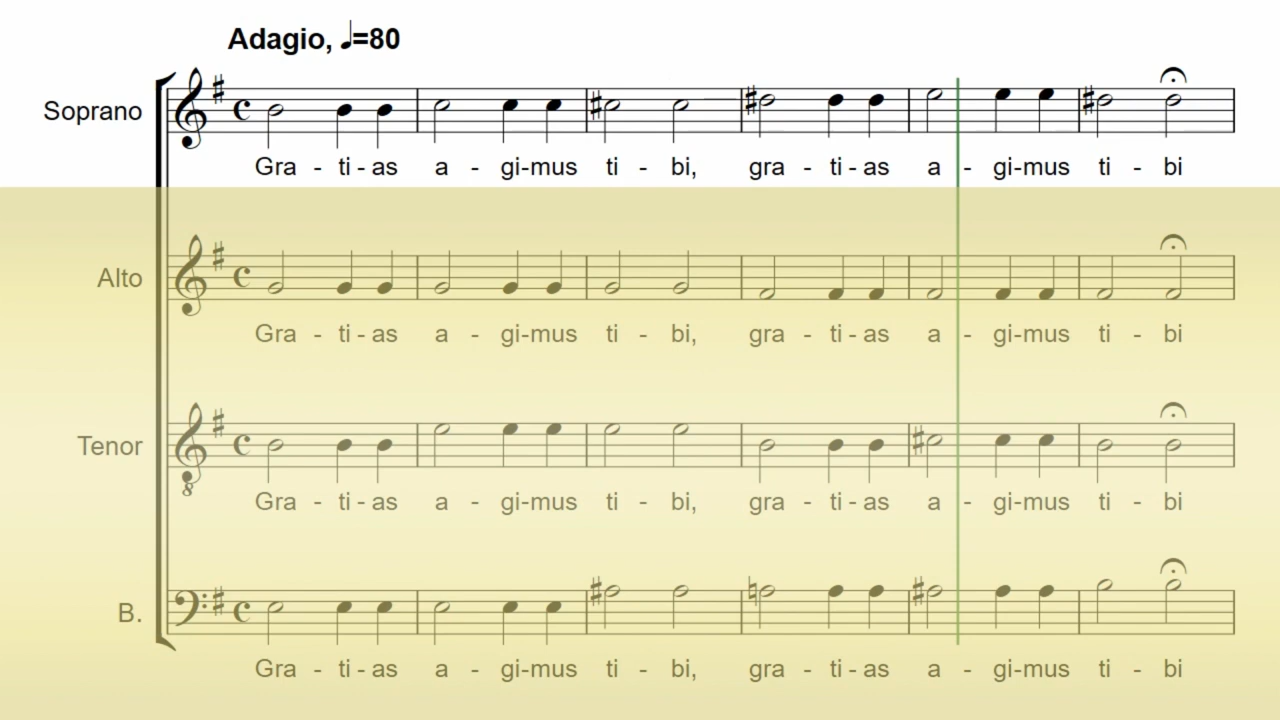 Adagio, ♩=80
Soprano
Gra - ti - as a - gi-mus ti - bi, gra - ti - as a - gi-mus ti - bi
Alto
Gra - ti - as a - gi-mus ti - bi, gra - ti - as a - gi-mus ti - bi
Tenor
8
Gra - ti - as a - gi-mus ti - bi, gra - ti - as a - gi-mus ti - bi
B.
Gra - ti - as a - gi-mus ti - bi, gra - ti - as a - gi-mus ti - bi